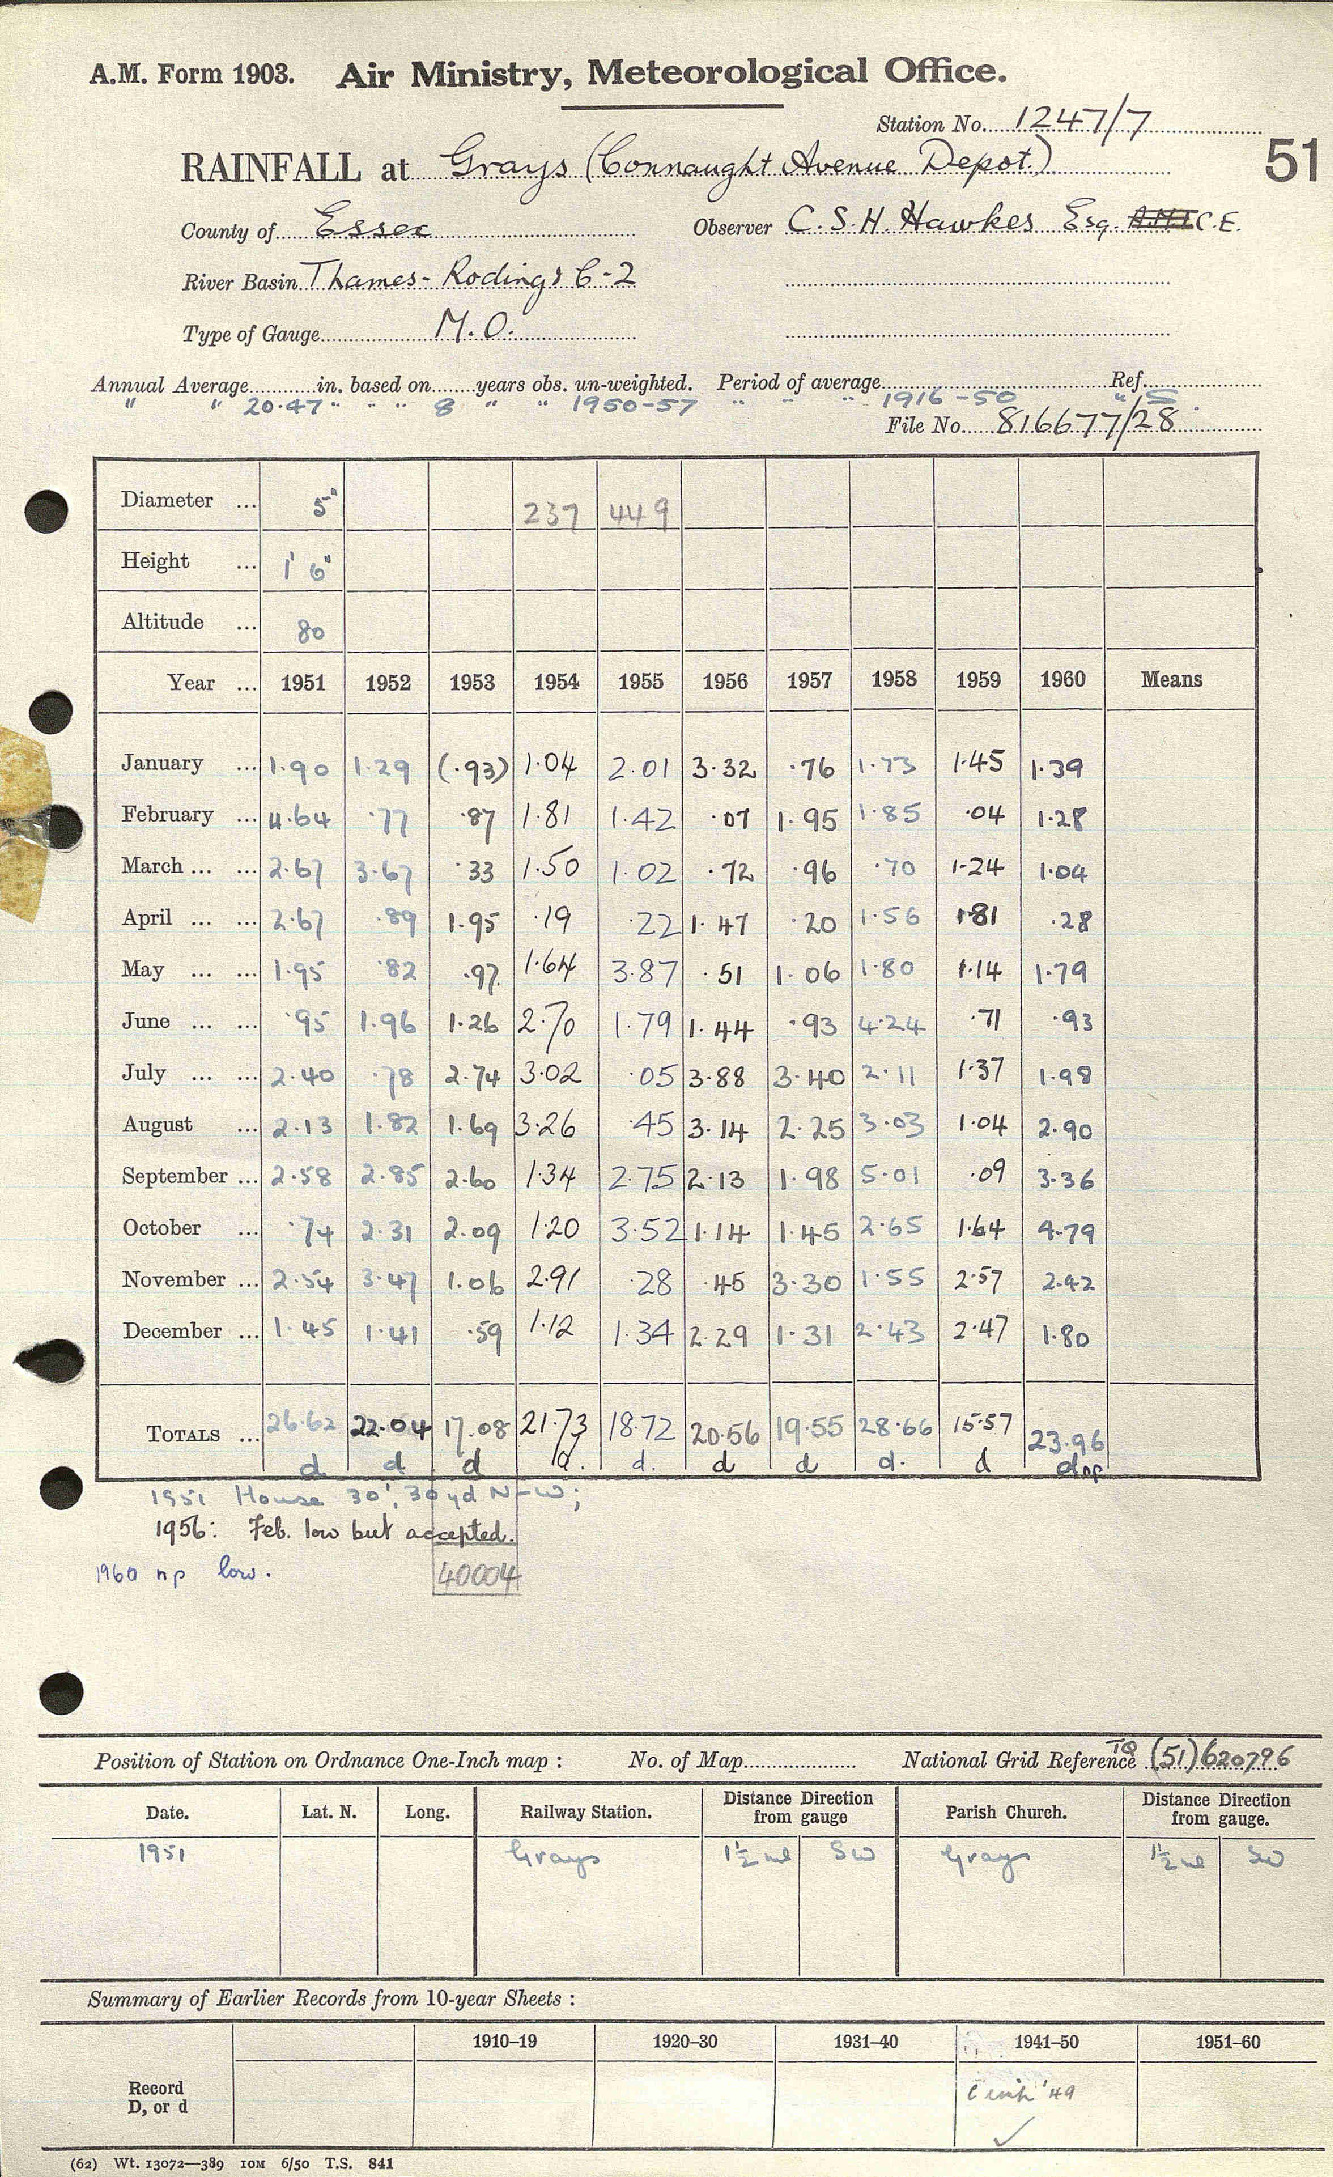 A.M. Form 1903. Air Ministry, Meteorological Office.
Station No. 1247/7
51
RAINFALL at Grays (Connaught Avenue Depot.)
County of Essex Observer C.S.H. Hawkes Esq. C.E.
River Basin Thames - Roding & C-2
Type of Gauge M.O.
Annual Average in. based on years obs. un-weighted. Period of average Ref.
" " 20.47 " " " 8 " " 1950-57 " " " 1916-50 " 15
File No. 816677/28
Diameter ... 5" 237 449
Height ... 1' 6"
Altitude ... 80
Year ... 1951 1952 1953 1954 1955 1956 1957 1958 1959 1960 Means
January ... 1.90 1.29 (.93) 1.04 2.01 3.32 .76 1.73 1.45 1.39
February ... 4.64 .77 .87 1.81 1.42 .07 1.95 1.85 .04 1.28
March ... ... 2.67 3.67 .33 1.50 1.02 .72 .96 .70 1.24 1.04
April ... ... 2.67 .89 1.95 .19 .22 1.47 .20 1.56 1.81 .28
May ... ... 1.95 .82 .97 1.64 3.87 .51 1.06 1.80 1.14 1.79
June ... ... .95 1.96 1.26 2.70 1.79 1.44 .93 4.24 .71 .93
July ... ... 2.40 .78 2.74 3.02 .05 3.88 3.40 2.11 1.37 1.98
August ... 2.13 1.82 1.69 3.26 .45 3.14 2.25 3.03 1.04 2.90
September ... 2.58 2.85 2.60 1.34 2.75 2.13 1.98 5.01 .09 3.36
October ... .74 2.31 2.09 1.20 3.52 1.14 1.45 2.65 1.64 4.79
November ... 2.54 3.47 1.06 2.91 .28 .45 3.30 1.55 2.57 2.42
December ... 1.45 1.41 .59 1.12 1.34 2.29 1.31 2.43 2.47 1.80
TOTALS ... 26.62 22.04 17.08 21.73 18.72 20.56 19.55 28.66 15.57 23.96
d d d d. d. d d d. d d np
1951 House 30', 30 yd N-W;
1956: Feb. low but accepted.
1960 np low.
40004
Position of Station on Ordnance One-Inch map : No. of Map National Grid Reference TQ (51) 620796
Date. Lat. N. Long. Railway Station. Distance Direction from gauge Parish Church. Distance Direction from gauge.
1951 Grays 1½ ml SW Grays 1½ ml SW
Summary of Earlier Records from 10-year Sheets :
1910–19 1920–30 1931–40 1941–50 1951–60
Record
D, or d
'49
(62) Wt. 13072—389 10M 6/50 T.S. 841